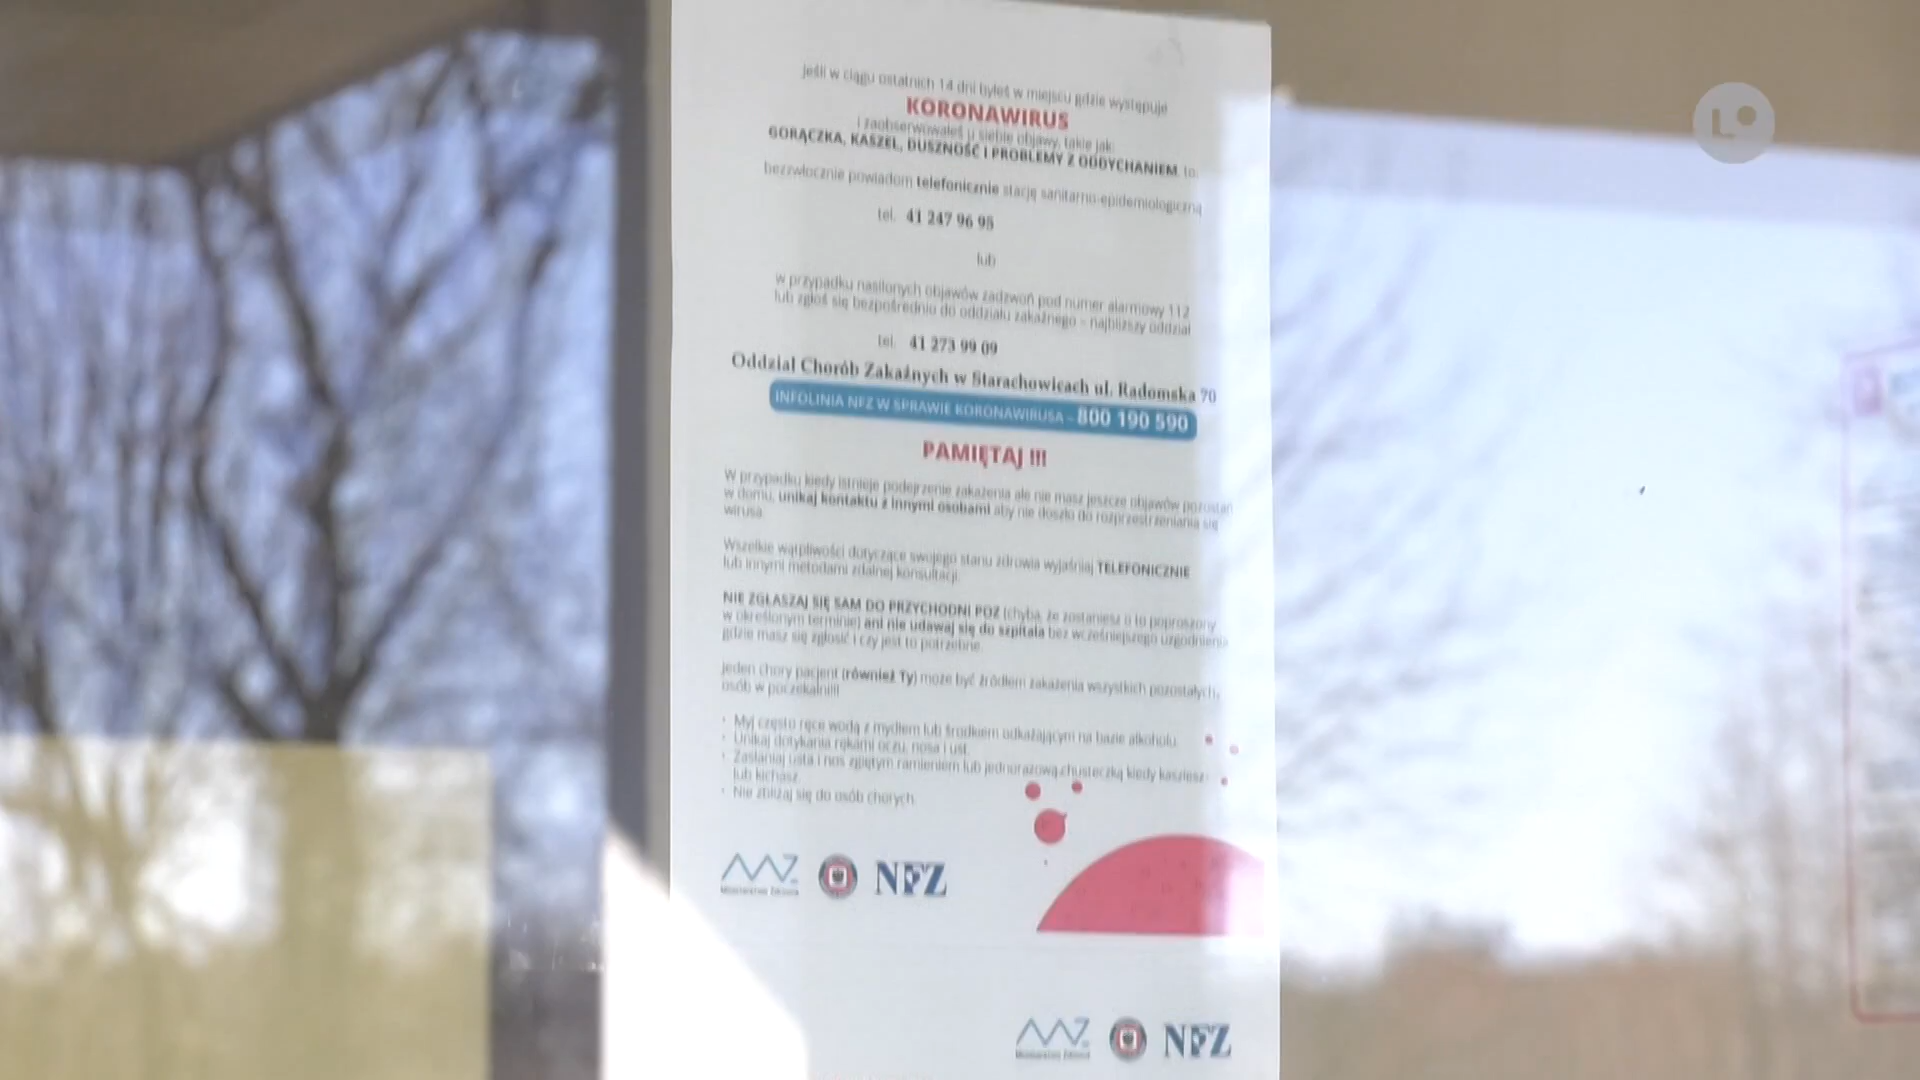 Jeśli w ciągu ostatnich 14 dni byłeś w miejscu gdzie występuje
KORONAWIRUS
i zaobserwowałeś u siebie objawy, takie jak:
GORĄCZKA, KASZEL, DUSZNOŚĆ I PROBLEMY Z ODDYCHANIEM, to:
bezzwłocznie powiadom telefonicznie stację sanitarno-epidemiologiczną
tel. 41 247 96 95
lub
w przypadku nasilonych objawów zadzwoń pod numer alarmowy 112
lub zgłoś się bezpośrednio do oddziału zakaźnego - najbliższy oddział
tel. 41 273 99 09
Oddział Chorób Zakaźnych w Starachowicach ul. Radomska 70
INFOLINIA NFZ W SPRAWIE KORONAWIRUSA - 800 190 590
PAMIĘTAJ !!!
W przypadku kiedy istnieje podejrzenie zakażenia ale nie masz jeszcze objawów pozostań
w domu, unikaj kontaktu z innymi osobami aby nie doszło do rozprzestrzeniania się
wirusa.
Wszelkie wątpliwości dotyczące swojego stanu zdrowia wyjaśniaj TELEFONICZNIE
lub innymi metodami zdalnej konsultacji.
NIE ZGŁASZAJ SIĘ SAM DO PRZYCHODNI POZ (chyba, że zostaniesz o to poproszony
w określonym terminie) ani nie udawaj się do szpitala bez wcześniejszego uzgodnienia
gdzie masz się zgłosić i czy jest to potrzebne.
Jeden chory pacjent (również Ty) może być źródłem zakażenia wszystkich pozostałych
osób w poczekalni!!!
• Myj często ręce wodą z mydłem lub środkiem odkażającym na bazie alkoholu.
• Unikaj dotykania rękami oczu, nosa i ust.
• Zasłaniaj usta i nos zgiętym ramieniem lub jednorazową chusteczką kiedy kaszlesz
lub kichasz.
• Nie zbliżaj się do osób chorych.
MZ Ministerstwo Zdrowia NFZ
MZ Ministerstwo Zdrowia NFZ